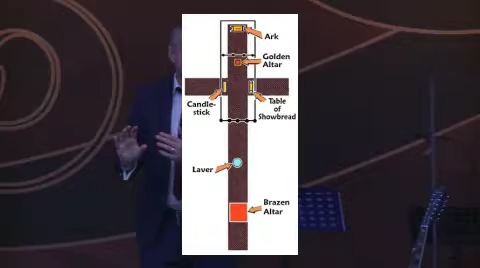 Ark
Golden
Altar
Candle-
stick
Table
of
Showbread
Laver
Brazen
Altar